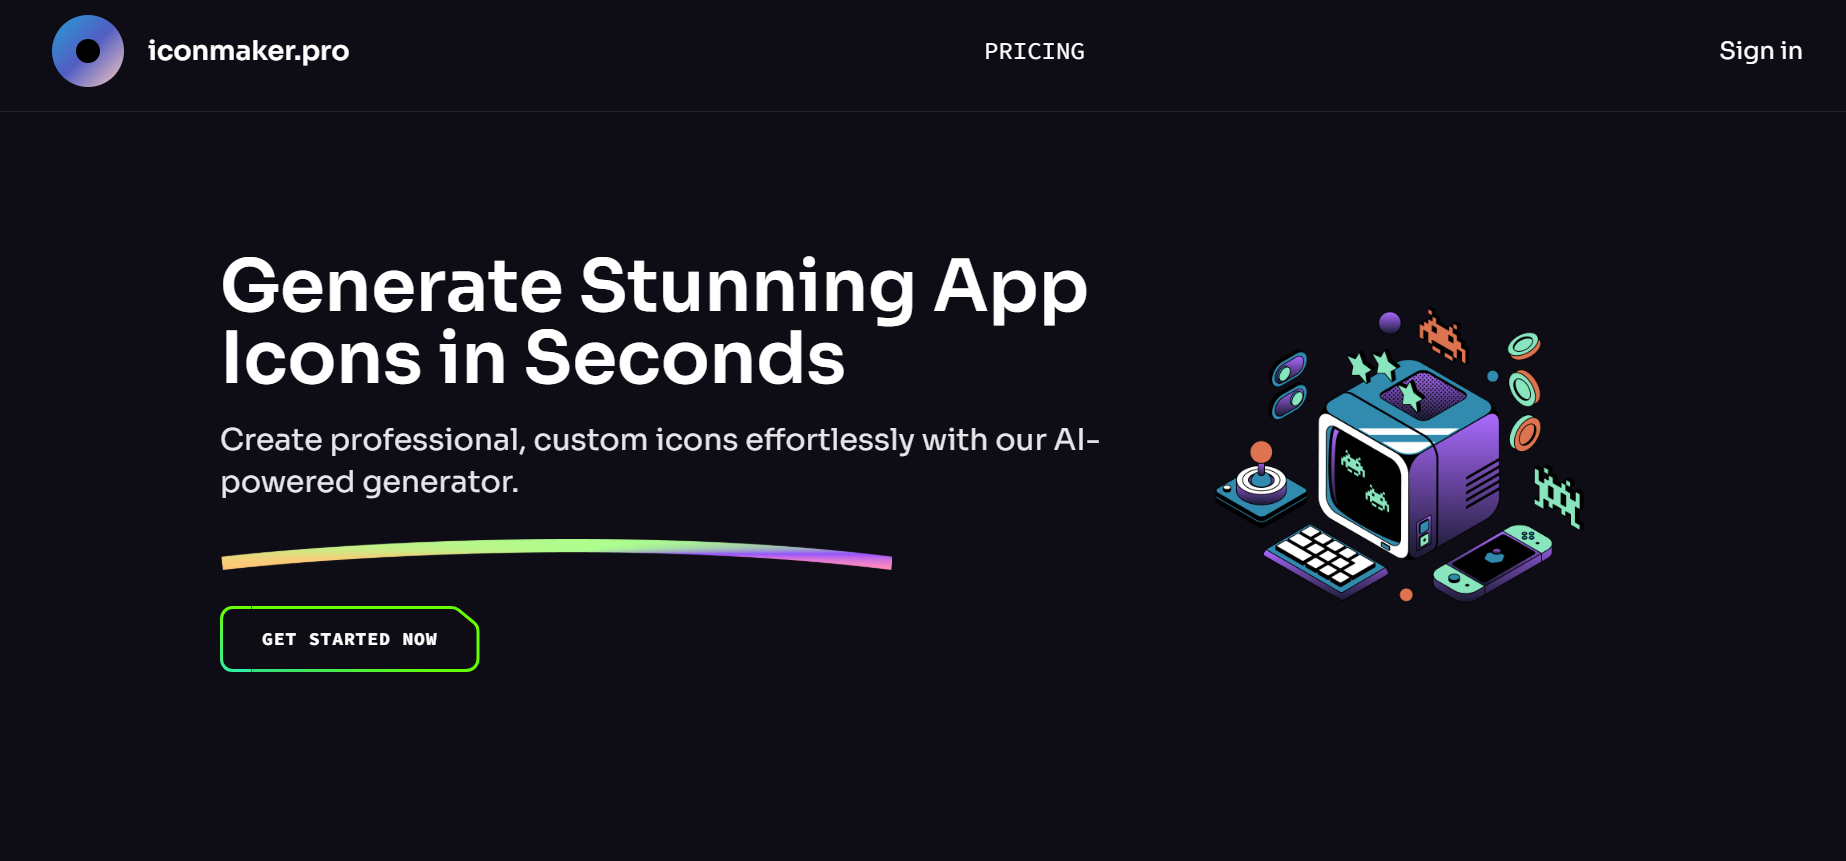 iconmaker.pro
PRICING
Sign in
Generate Stunning App
Icons in Seconds
Create professional, custom icons effortlessly with our AI-
powered generator.
GET STARTED NOW